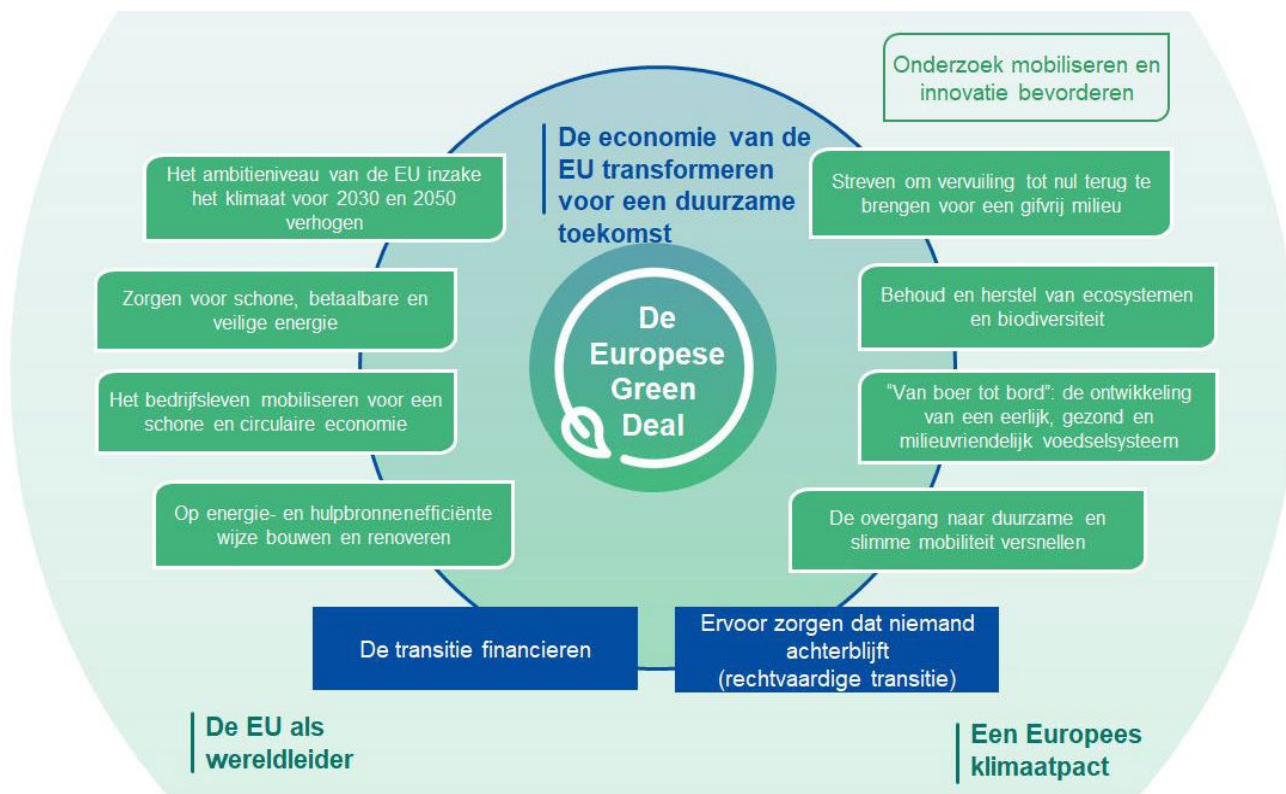 Onderzoek mobiliseren en
innovatie bevorderen
De economie van de
EU transformeren
voor een duurzame
toekomst
Het ambitieniveau van de EU inzake
het klimaat voor 2030 en 2050
verhogen
Streven om vervuiling tot nul terug te
brengen voor een gifvrij milieu
Zorgen voor schone, betaalbare en
veilige energie
Behoud en herstel van ecosystemen
en biodiversiteit
De
Europese
Green
Deal
Het bedrijfsleven mobiliseren voor een
schone en circulaire economie
"Van boer tot bord": de ontwikkeling
van een eerlijk, gezond en
milieuvriendelijk voedselsysteem
Op energie- en hulpbronnenefficiënte
wijze bouwen en renoveren
De overgang naar duurzame en
slimme mobiliteit versnellen
De transitie financieren
Ervoor zorgen dat niemand
achterblijft
(rechtvaardige transitie)
De EU als
wereldleider
Een Europees
klimaatpact